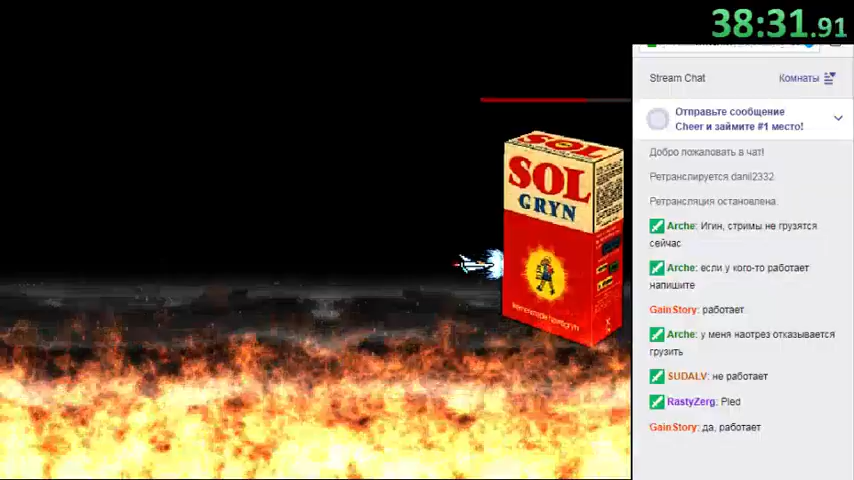 38:31.91
Stream Chat
Комнаты
Отправьте сообщение
Cheer и займите #1 место!
Добро пожаловать в чат!
Ретранслируется danil2332.
Ретрансляция остановлена.
Arche: Игин, стримы не грузятся
сейчас
Arche: если у кого-то работает
напишите
GainStory: работает
Arche: у меня наотрез отказывается
грузить
SUDALV: не работает
RastyZerg: Pled
GainStory: да, работает
SOL
GRYN
SOL